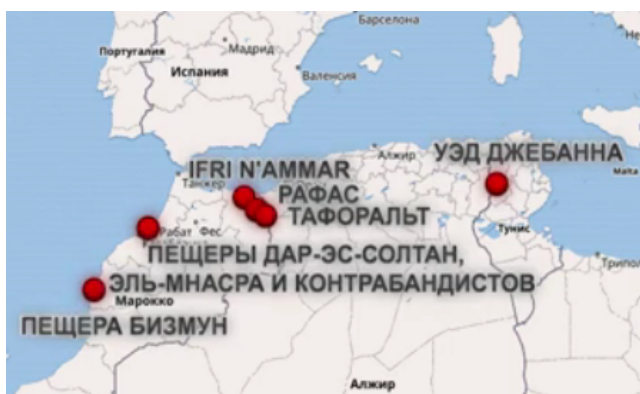 Барселона
Португалия
Мадрид
Испания
Валенсия
Алжир
УЭД ДЖЕБАННА
IFRI N'AMMAR
Malta
Танжер
РАФАС
ТАФОРАЛЬТ
Рабат
Фес
Тунис
ПЕЩЕРЫ ДАР-ЭС-СОЛТАН,
Трипол
ЭЛЬ-МНАСРА И КОНТРАБАНДИСТОВ
Марокко
ПЕЩЕРА БИЗМУН
Алжир